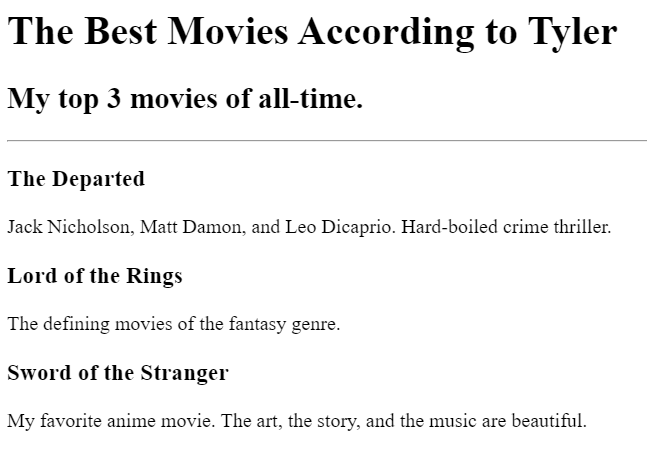 The Best Movies According to Tyler
My top 3 movies of all-time.
The Departed
Jack Nicholson, Matt Damon, and Leo Dicaprio. Hard-boiled crime thriller.
Lord of the Rings
The defining movies of the fantasy genre.
Sword of the Stranger
My favorite anime movie. The art, the story, and the music are beautiful.